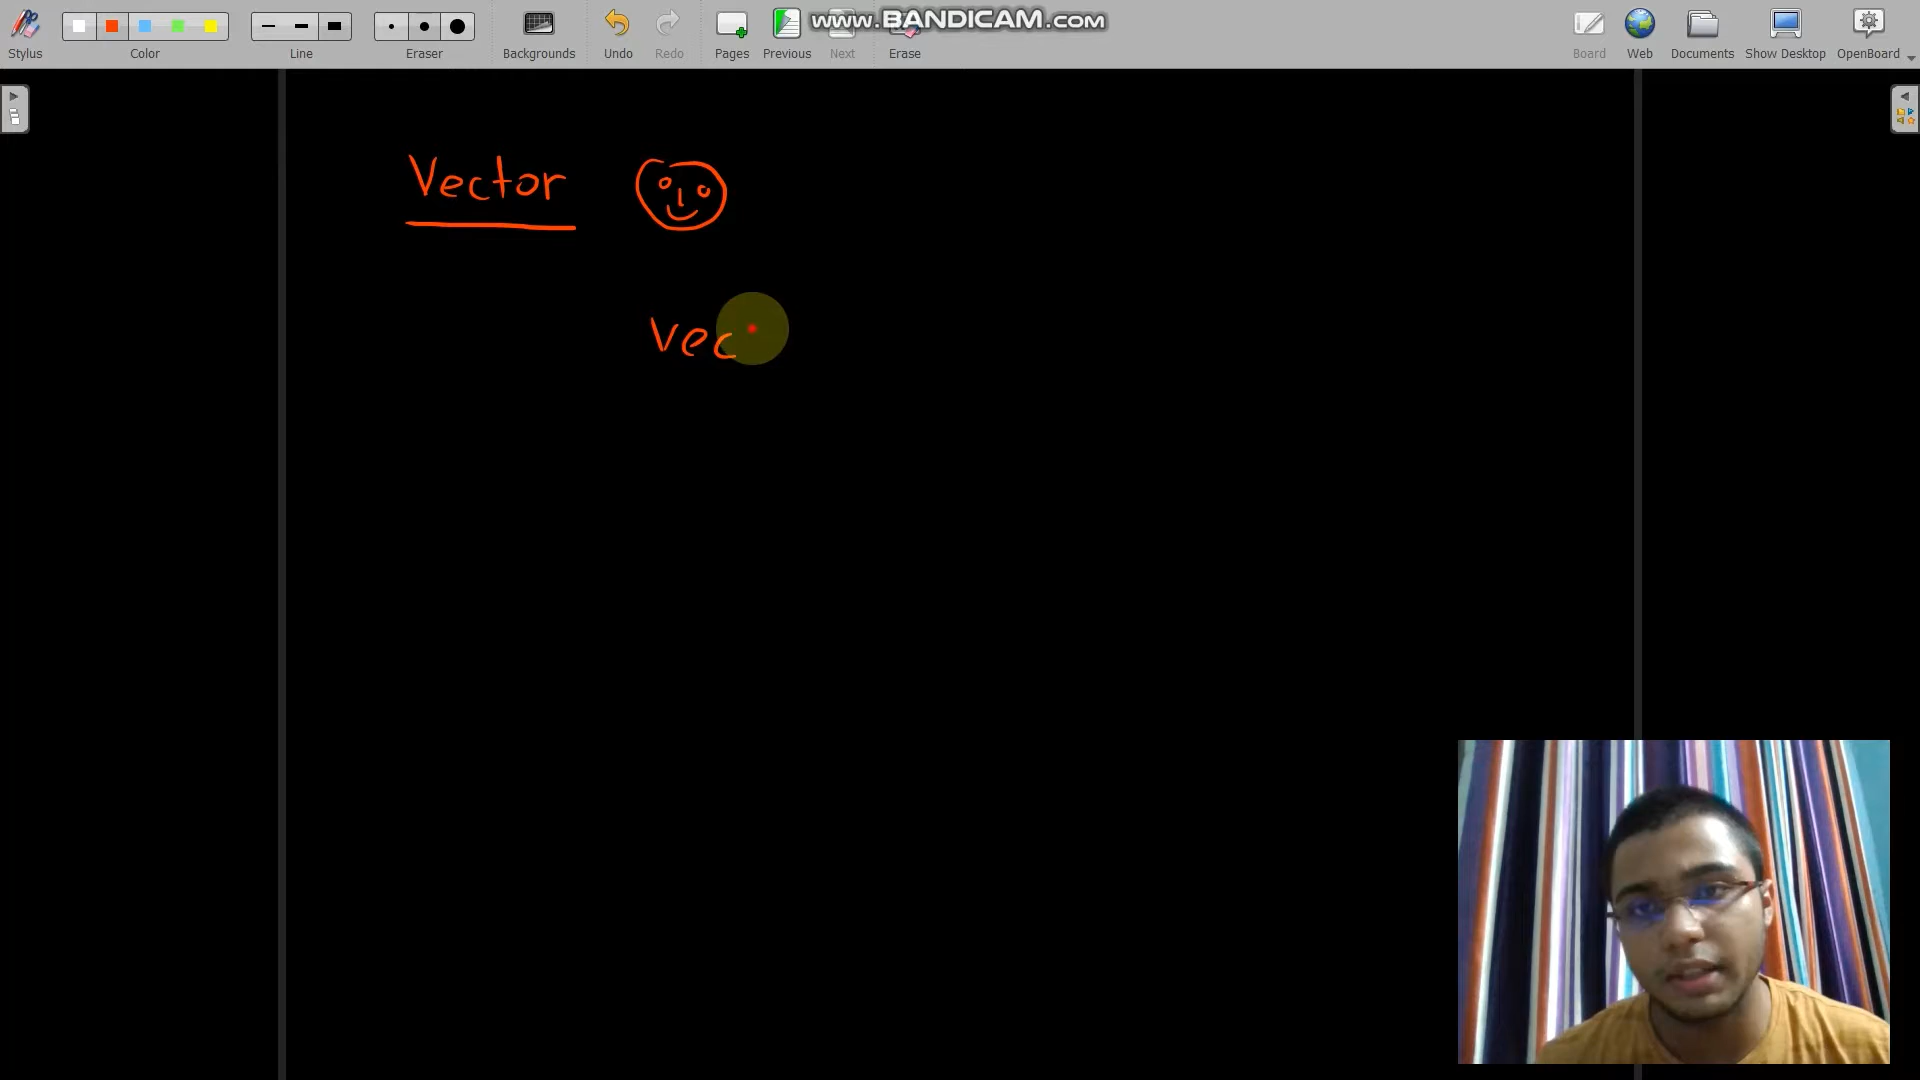 www.BANDICAM.com
Stylus Color Line Eraser Backgrounds Undo Redo Pages Previous Next Erase Board Web Documents Show Desktop OpenBoard
Vector
Vec